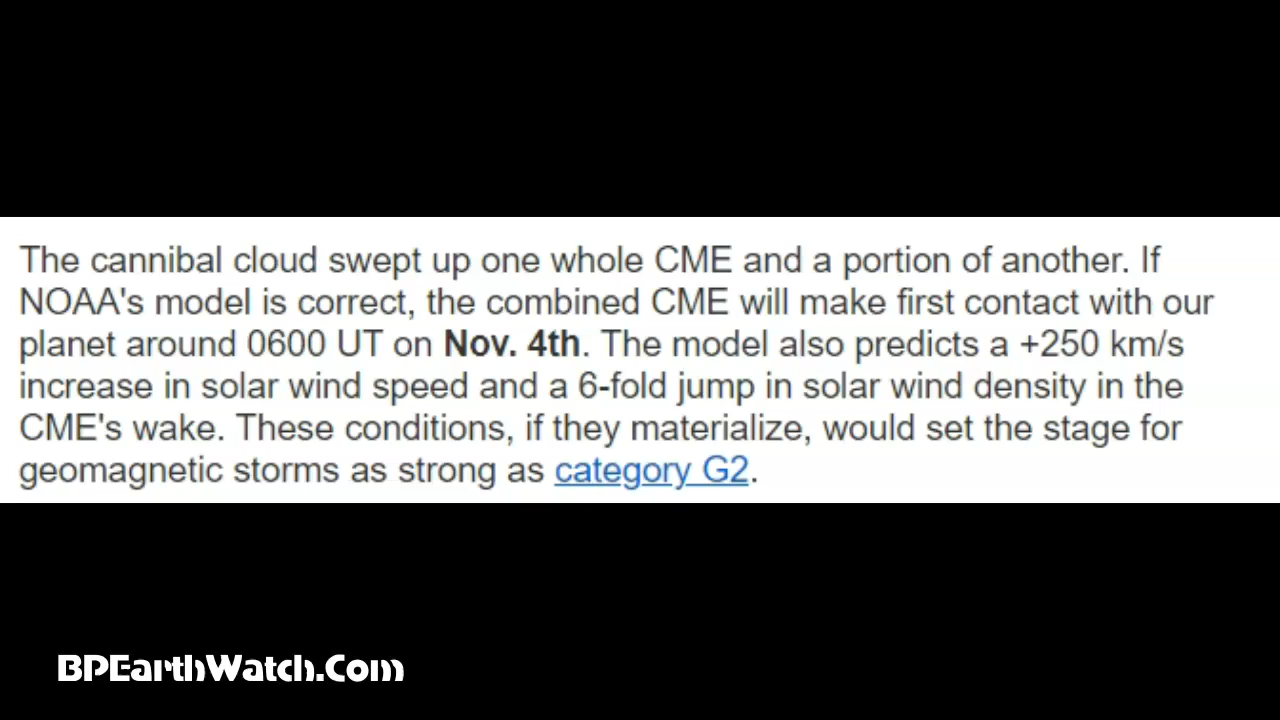 The cannibal cloud swept up one whole CME and a portion of another. If
NOAA's model is correct, the combined CME will make first contact with our
planet around 0600 UT on Nov. 4th. The model also predicts a +250 km/s
increase in solar wind speed and a 6-fold jump in solar wind density in the
CME's wake. These conditions, if they materialize, would set the stage for
geomagnetic storms as strong as category G2.
BPEarthWatch.Com